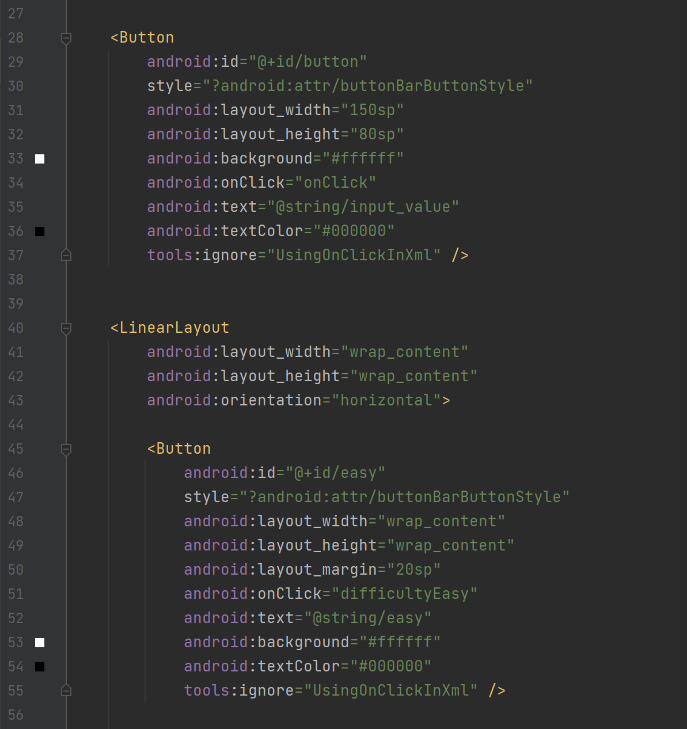 27
28 <Button
29 android:id="@+id/button"
30 style="?android:attr/buttonBarButtonStyle"
31 android:layout_width="150sp"
32 android:layout_height="80sp"
33 android:background="#ffffff"
34 android:onClick="onClick"
35 android:text="@string/input_value"
36 android:textColor="#000000"
37 tools:ignore="UsingOnClickInXml" />
38
39
40 <LinearLayout
41 android:layout_width="wrap_content"
42 android:layout_height="wrap_content"
43 android:orientation="horizontal">
44
45 <Button
46 android:id="@+id/easy"
47 style="?android:attr/buttonBarButtonStyle"
48 android:layout_width="wrap_content"
49 android:layout_height="wrap_content"
50 android:layout_margin="20sp"
51 android:onClick="difficultyEasy"
52 android:text="@string/easy"
53 android:background="#ffffff"
54 android:textColor="#000000"
55 tools:ignore="UsingOnClickInXml" />
56